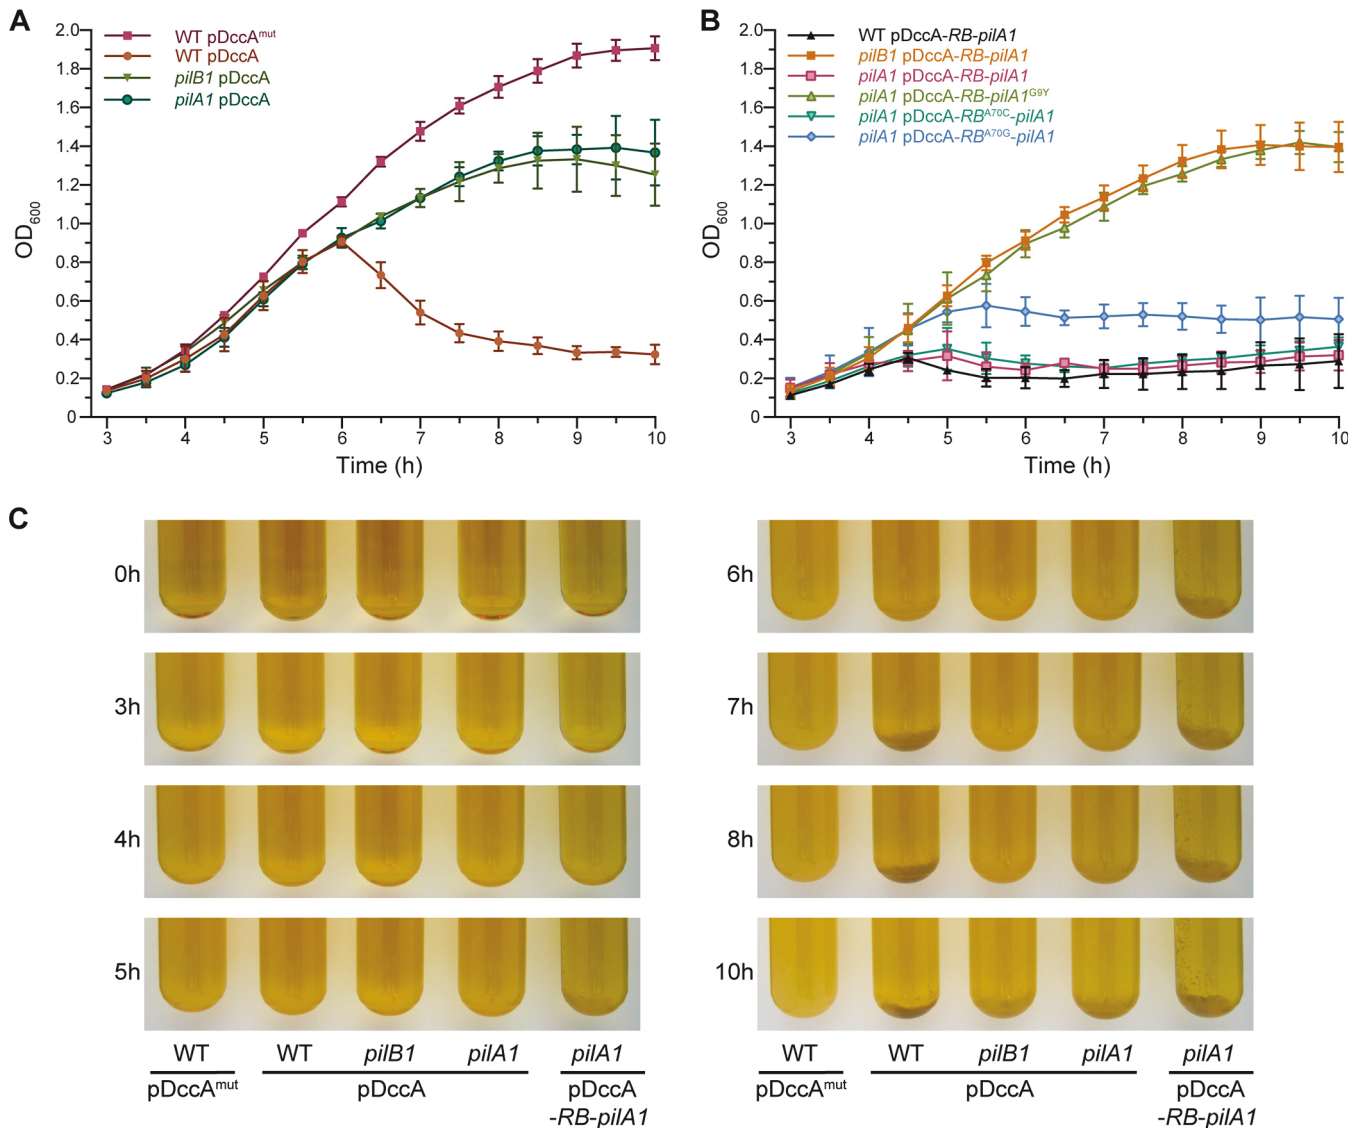 A
WT pDccAmut
WT pDccA
pilB1 pDccA
pilA1 pDccA
2.0
1.8
1.6
1.4
1.2
1.0
0.8
0.6
0.4
0.2
0
OD600
3 4 5 6 7 8 9 10
Time (h)
B
WT pDccA-RB-pilA1
pilB1 pDccA-RB-pilA1
pilA1 pDccA-RB-pilA1
pilA1 pDccA-RB-pilA1G9Y
pilA1 pDccA-RBA70C-pilA1
pilA1 pDccA-RBA70G-pilA1
2.0
1.8
1.6
1.4
1.2
1.0
0.8
0.6
0.4
0.2
0
OD600
3 4 5 6 7 8 9 10
Time (h)
C
0h
3h
4h
5h
WT WT pilB1 pilA1 pilA1
pDccAmut pDccA pDccA
-RB-pilA1
6h
7h
8h
10h
WT WT pilB1 pilA1 pilA1
pDccAmut pDccA pDccA
-RB-pilA1